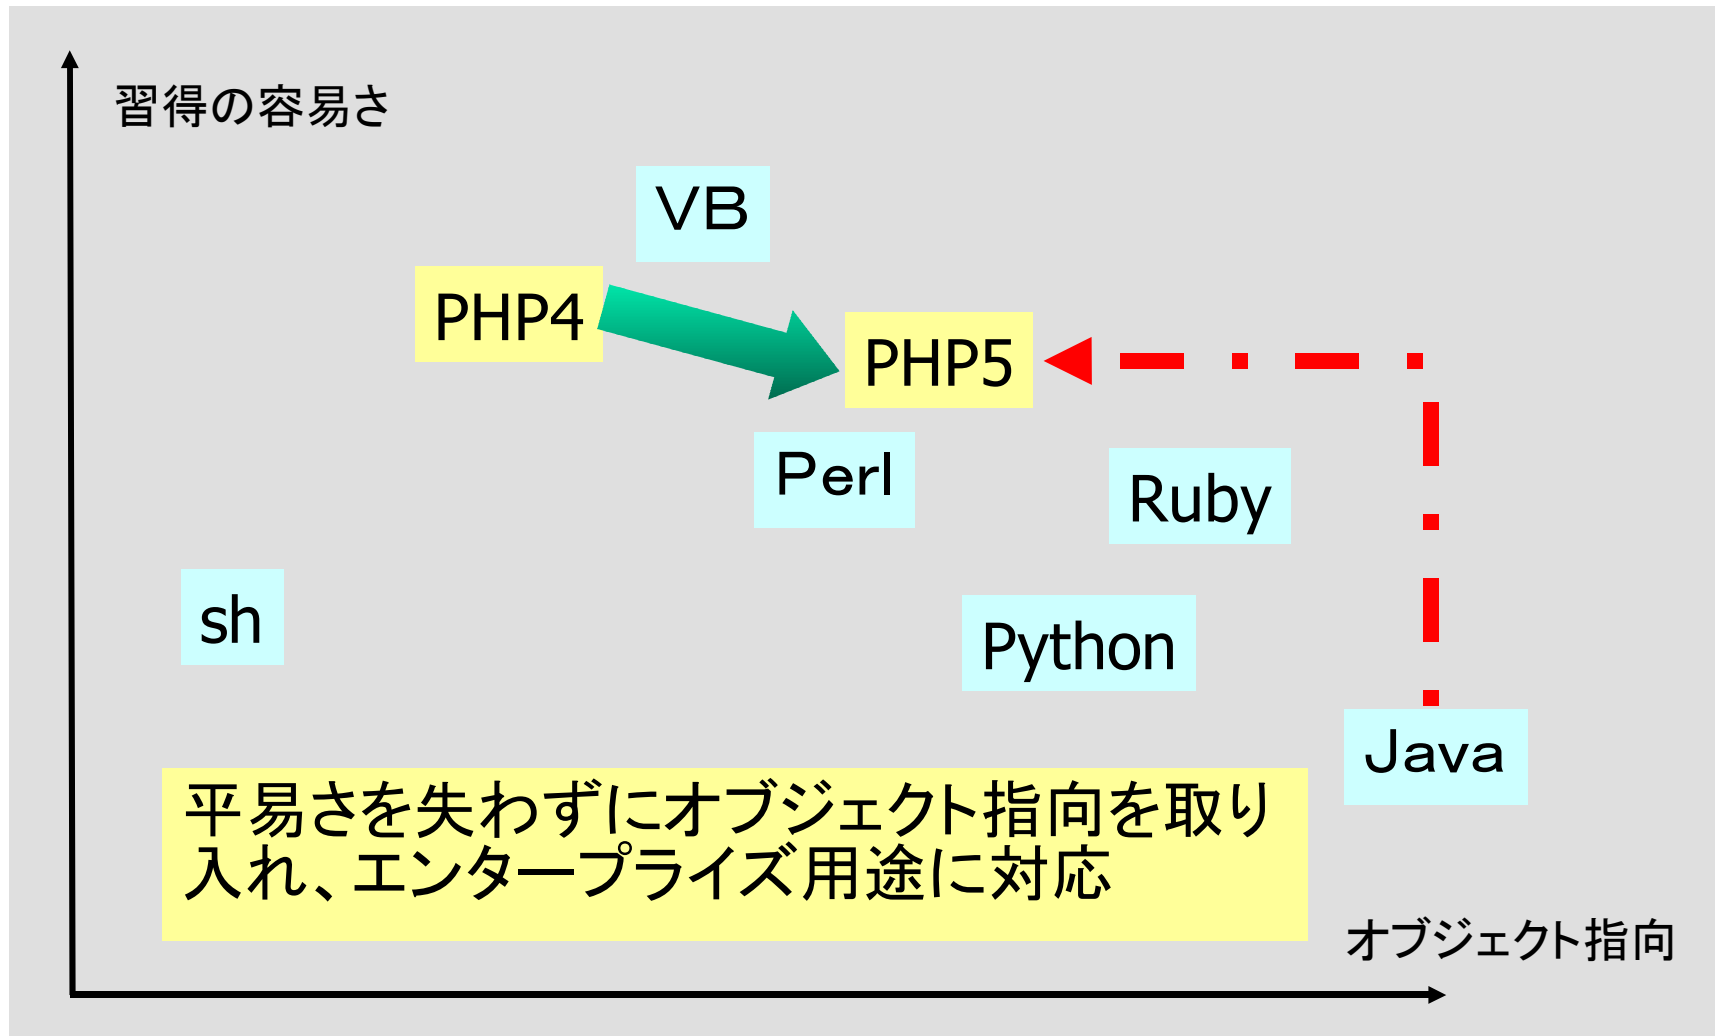 習得の容易さ
ＶＢ
PHP4
PHP5
Ｐｅｒｌ
Ruby
sh
Python
Ｊａｖａ
平易さを失わずにオブジェクト指向を取り
入れ、エンタープライズ用途に対応
オブジェクト指向